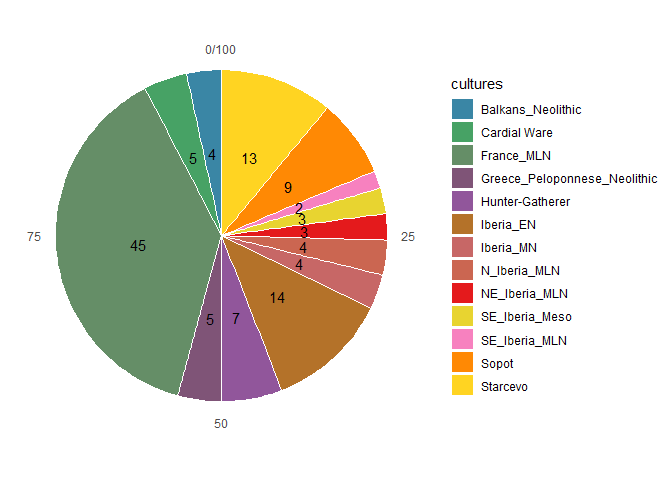 0/100
cultures
Balkans_Neolithic
Cardial Ware
France_MLN
Greece_Peloponnese_Neolithic
Hunter-Gatherer
Iberia_EN
Iberia_MN
N_Iberia_MLN
NE_Iberia_MLN
SE_Iberia_Meso
SE_Iberia_MLN
Sopot
Starcevo
5
4
13
9
2
3
3
4
4
14
7
5
45
75
25
50